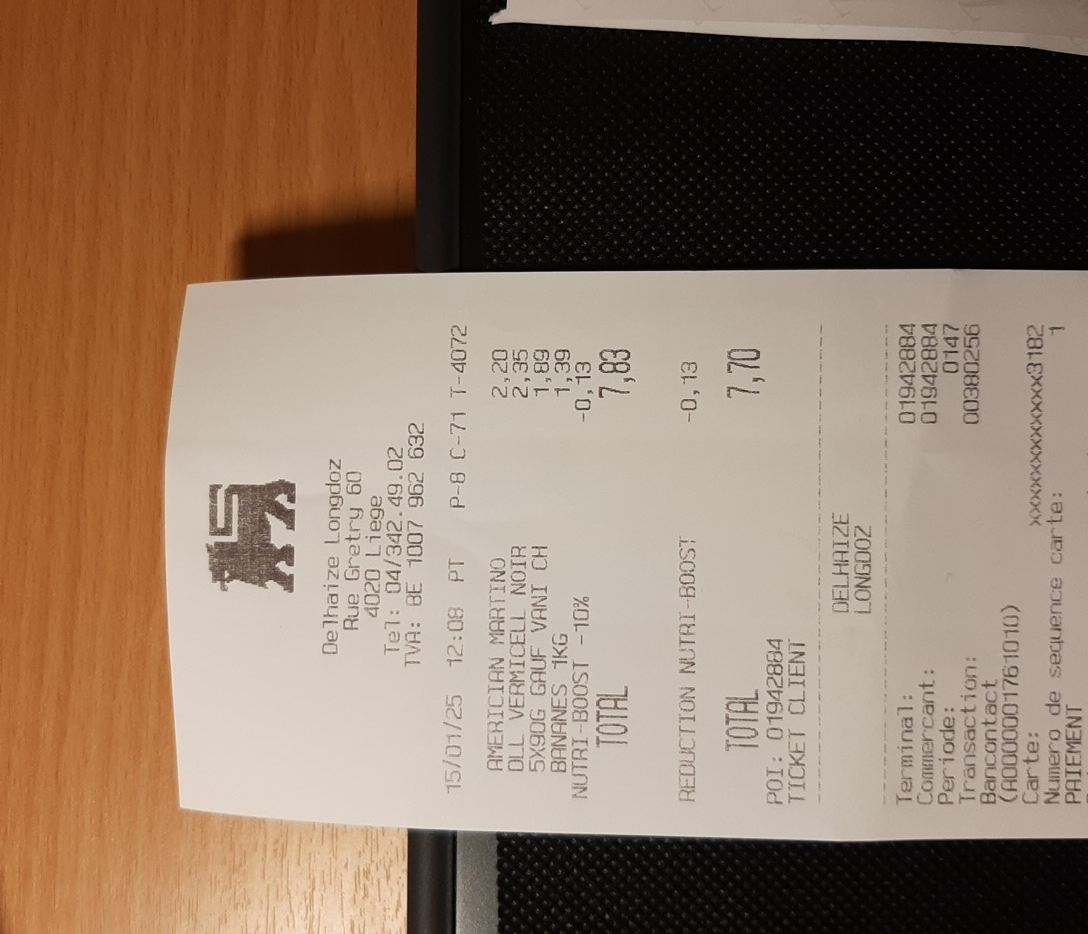 Delhaize Longdoz
Rue Gretry 60
4020 Liege
Tel: 04/342.49.02
TVA: BE 1007 962 632
15/01/25 12:08 PT P-8 C-71 T-4072
AMERICIAN MARTINO 2,20
DLL VERMICELL NOIR 2,35
5X90G GAUF VANI CH 1,89
BANANES 1KG 1,39
NUTRI-BOOST -10% -0,13
TOTAL 7,83
REDUCTION NUTRI-BOOST -0,13
TOTAL 7,70
POI: 01942884
TICKET CLIENT
DELHAIZE
LONGDOZ
Terminal: 01942884
Commercant: 01942884
Periode: 0147
Transaction: 00380256
Bancontact
(A0000001761010)
Carte: xxxxxxxxxxxxx3182
Numero de sequence carte: 1
PAIEMENT